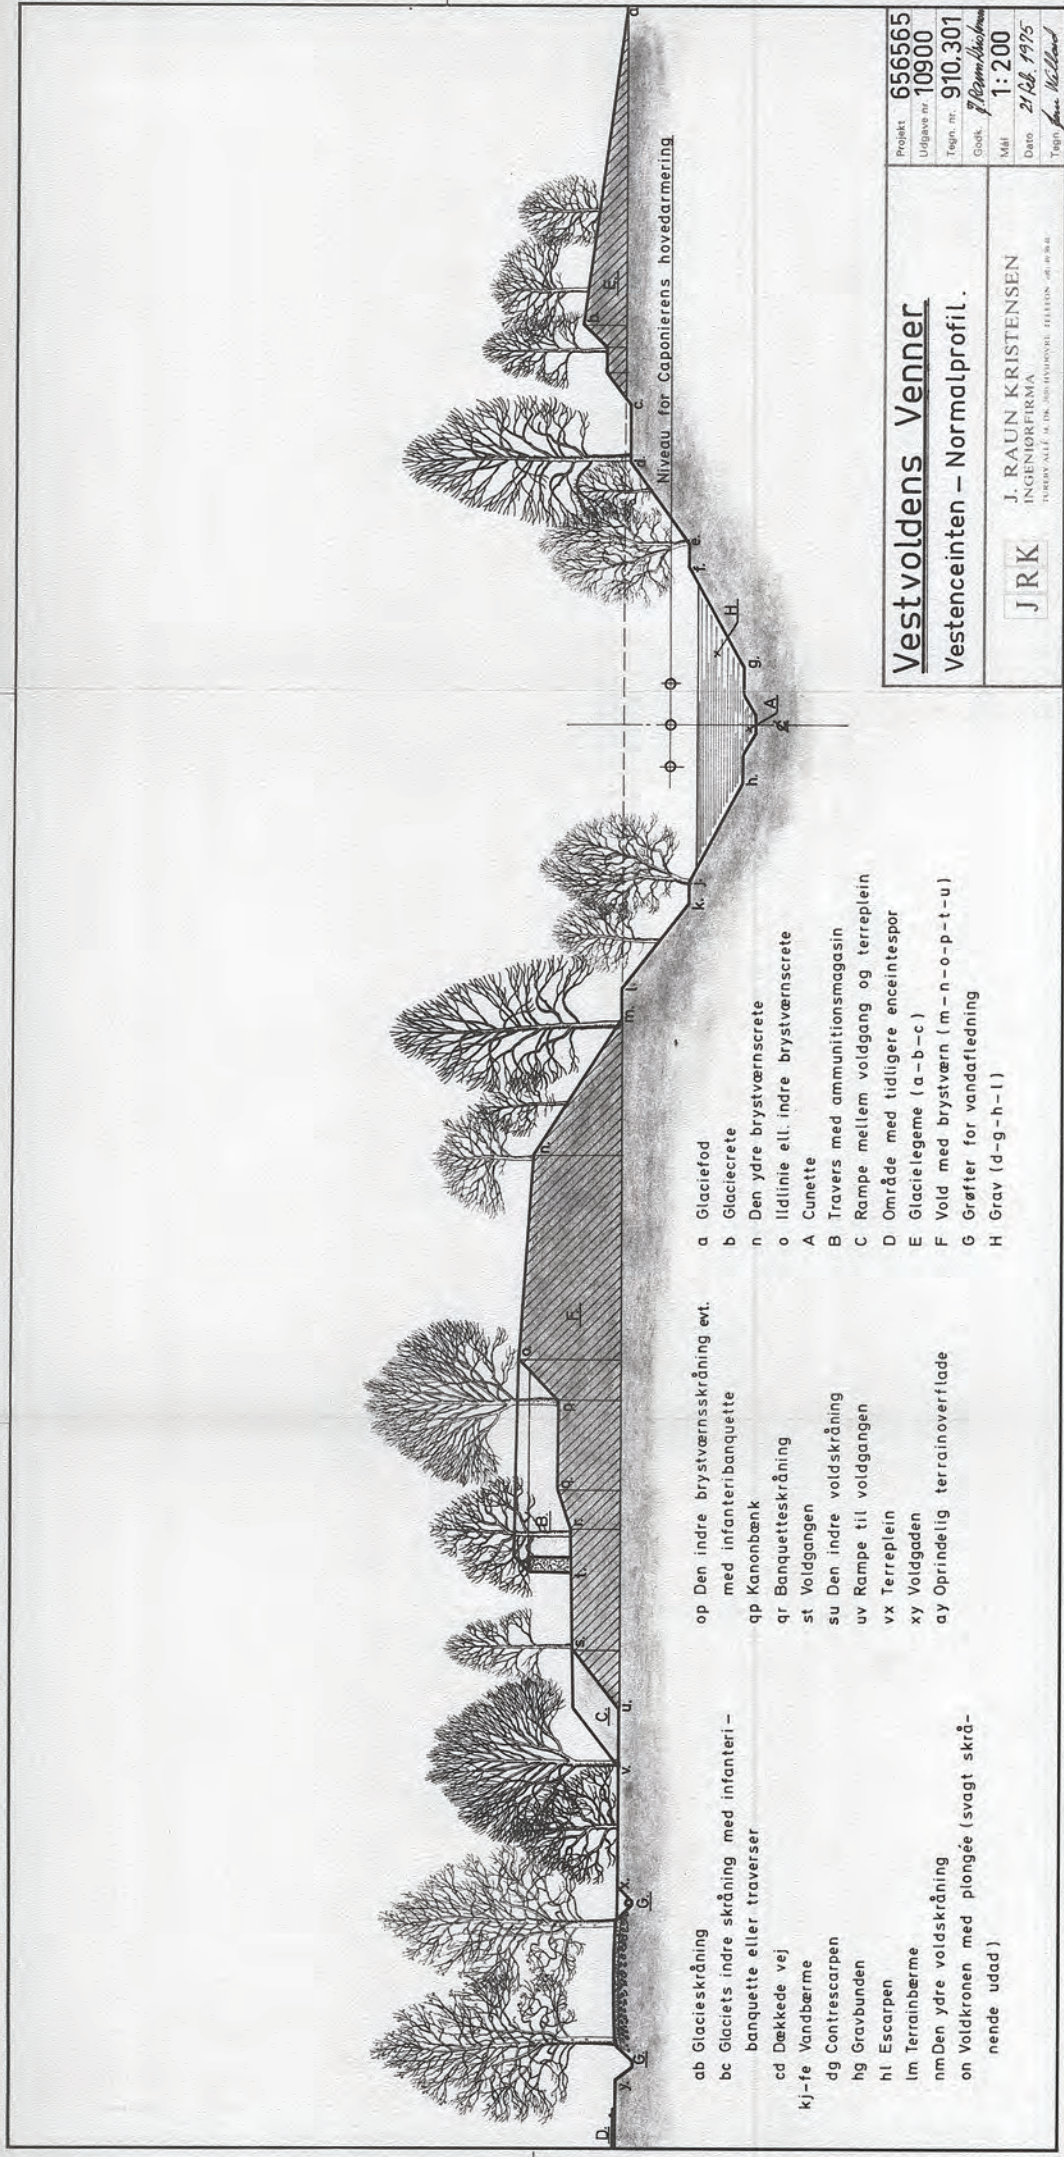 D.
y.
G.
G.
x.
v.
C.
u.
s.
t.
B
r.
q.
p.
o
F.
n.
m.
l
k.
j
h.
A
g.
H
f.
e.
d
c.
b.
E.
a.
Niveau for Caponierens hovedarmering
ab Glacieskråning
bc Glaciets indre skråning med infanteri-
banquette eller traverser
cd Dækkede vej
kj-fe Vandbærme
dg Contrescarpen
hg Gravbunden
hl Escarpen
lm Terrainbærme
nm Den ydre voldskråning
on Voldkronen med plongée (svagt skrå-
nende udad)
op Den indre brystværnsskråning evt.
med infanteribanquette
qp Kanonbænk
qr Banquetteskråning
st Voldgangen
su Den indre voldskråning
uv Rampe til voldgangen
vx Terreplein
xy Voldgaden
ay Oprindelig terrainoverflade
a Glaciefod
b Glaciecrete
n Den ydre brystværnscrete
o Ildlinie ell. indre brystværnscrete
A Cunette
B Travers med ammunitionsmagasin
C Rampe mellem voldgang og terreplein
D Område med tidligere enceintespor
E Glacielegeme (a-b-c)
F Vold med brystværn (m-n-o-p-t-u)
G Grøfter for vandafledning
H Grav (d-g-h-l)
Vestvoldens Venner
Vestenceinten – Normalprofil.
JRK
J. RAUN KRISTENSEN
INGENIØRFIRMA
Projekt 656565
Udgave nr. 10900
Tegn. nr. 910.301
Godk. J. Raun Kristensen
Mål 1:200
Dato 21 feb. 1975
Tegn.